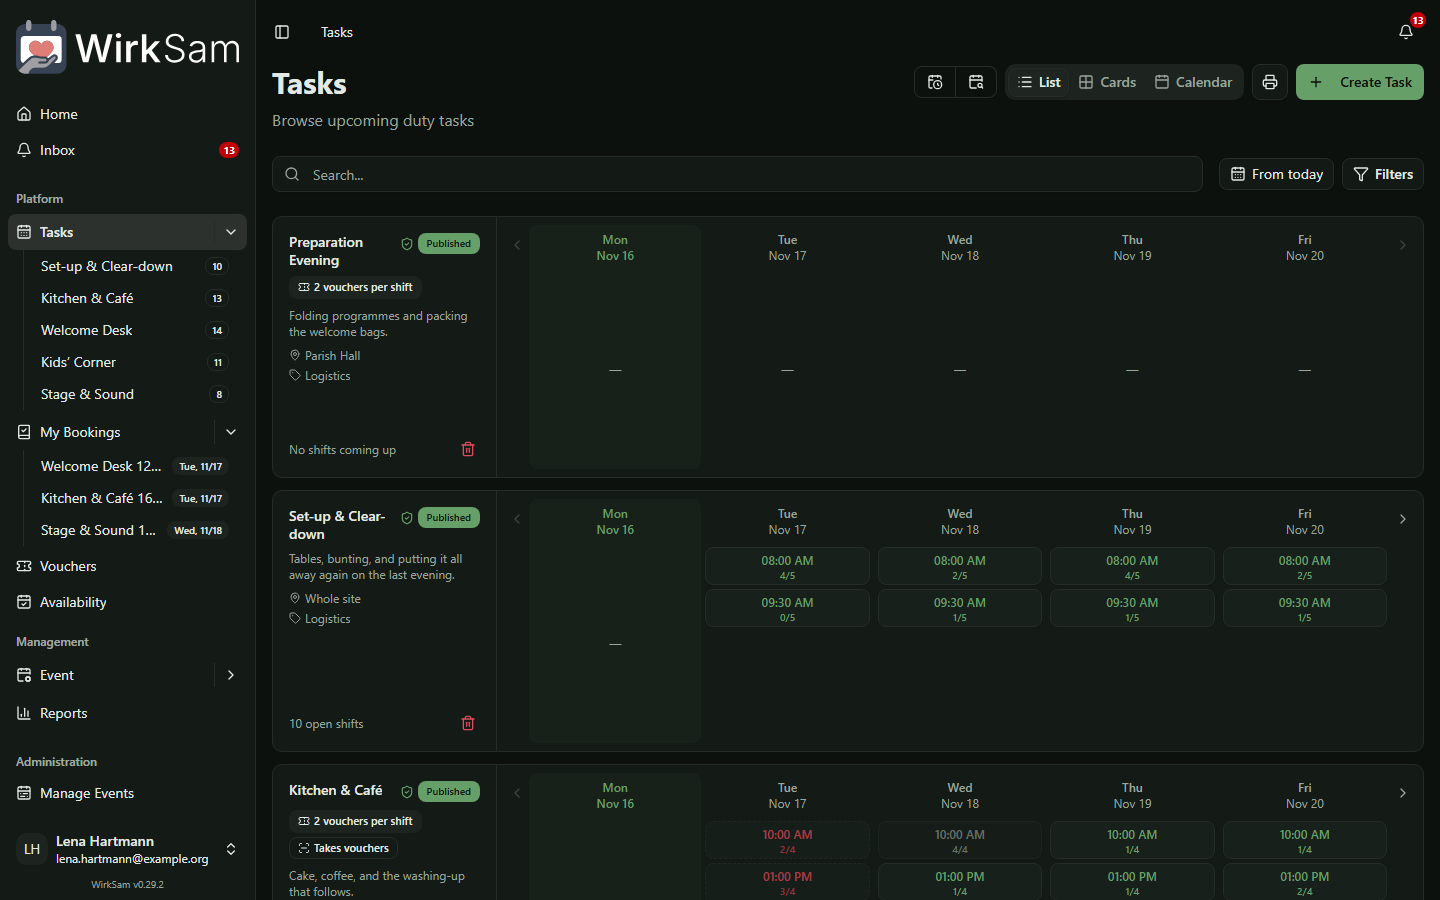 WirkSam
Home
Inbox
13
Platform
Tasks
Set-up & Clear-down
10
Kitchen & Café
13
Welcome Desk
14
Kids’ Corner
11
Stage & Sound
8
My Bookings
Welcome Desk 12...
Tue, 11/17
Kitchen & Café 16...
Tue, 11/17
Stage & Sound 1...
Wed, 11/18
Vouchers
Availability
Management
Event
Reports
Administration
Manage Events
LH
Lena Hartmann
lena.hartmann@example.org
WirkSam v0.29.2
Tasks
13
Tasks
Browse upcoming duty tasks
List
Cards
Calendar
Create Task
Search...
From today
Filters
Preparation
Evening
Published
2 vouchers per shift
Folding programmes and packing
the welcome bags.
Parish Hall
Logistics
No shifts coming up
Mon
Nov 16
—
Tue
Nov 17
—
Wed
Nov 18
—
Thu
Nov 19
—
Fri
Nov 20
—
Set-up & Clear-
down
Published
Tables, bunting, and putting it all
away again on the last evening.
Whole site
Logistics
10 open shifts
Mon
Nov 16
—
Tue
Nov 17
08:00 AM
4/5
09:30 AM
0/5
Wed
Nov 18
08:00 AM
2/5
09:30 AM
1/5
Thu
Nov 19
08:00 AM
4/5
09:30 AM
1/5
Fri
Nov 20
08:00 AM
2/5
09:30 AM
1/5
Kitchen & Café
Published
2 vouchers per shift
Takes vouchers
Cake, coffee, and the washing-up
that follows.
Mon
Nov 16
Tue
Nov 17
10:00 AM
2/4
01:00 PM
3/4
Wed
Nov 18
10:00 AM
4/4
01:00 PM
1/4
Thu
Nov 19
10:00 AM
1/4
01:00 PM
1/4
Fri
Nov 20
10:00 AM
1/4
01:00 PM
2/4